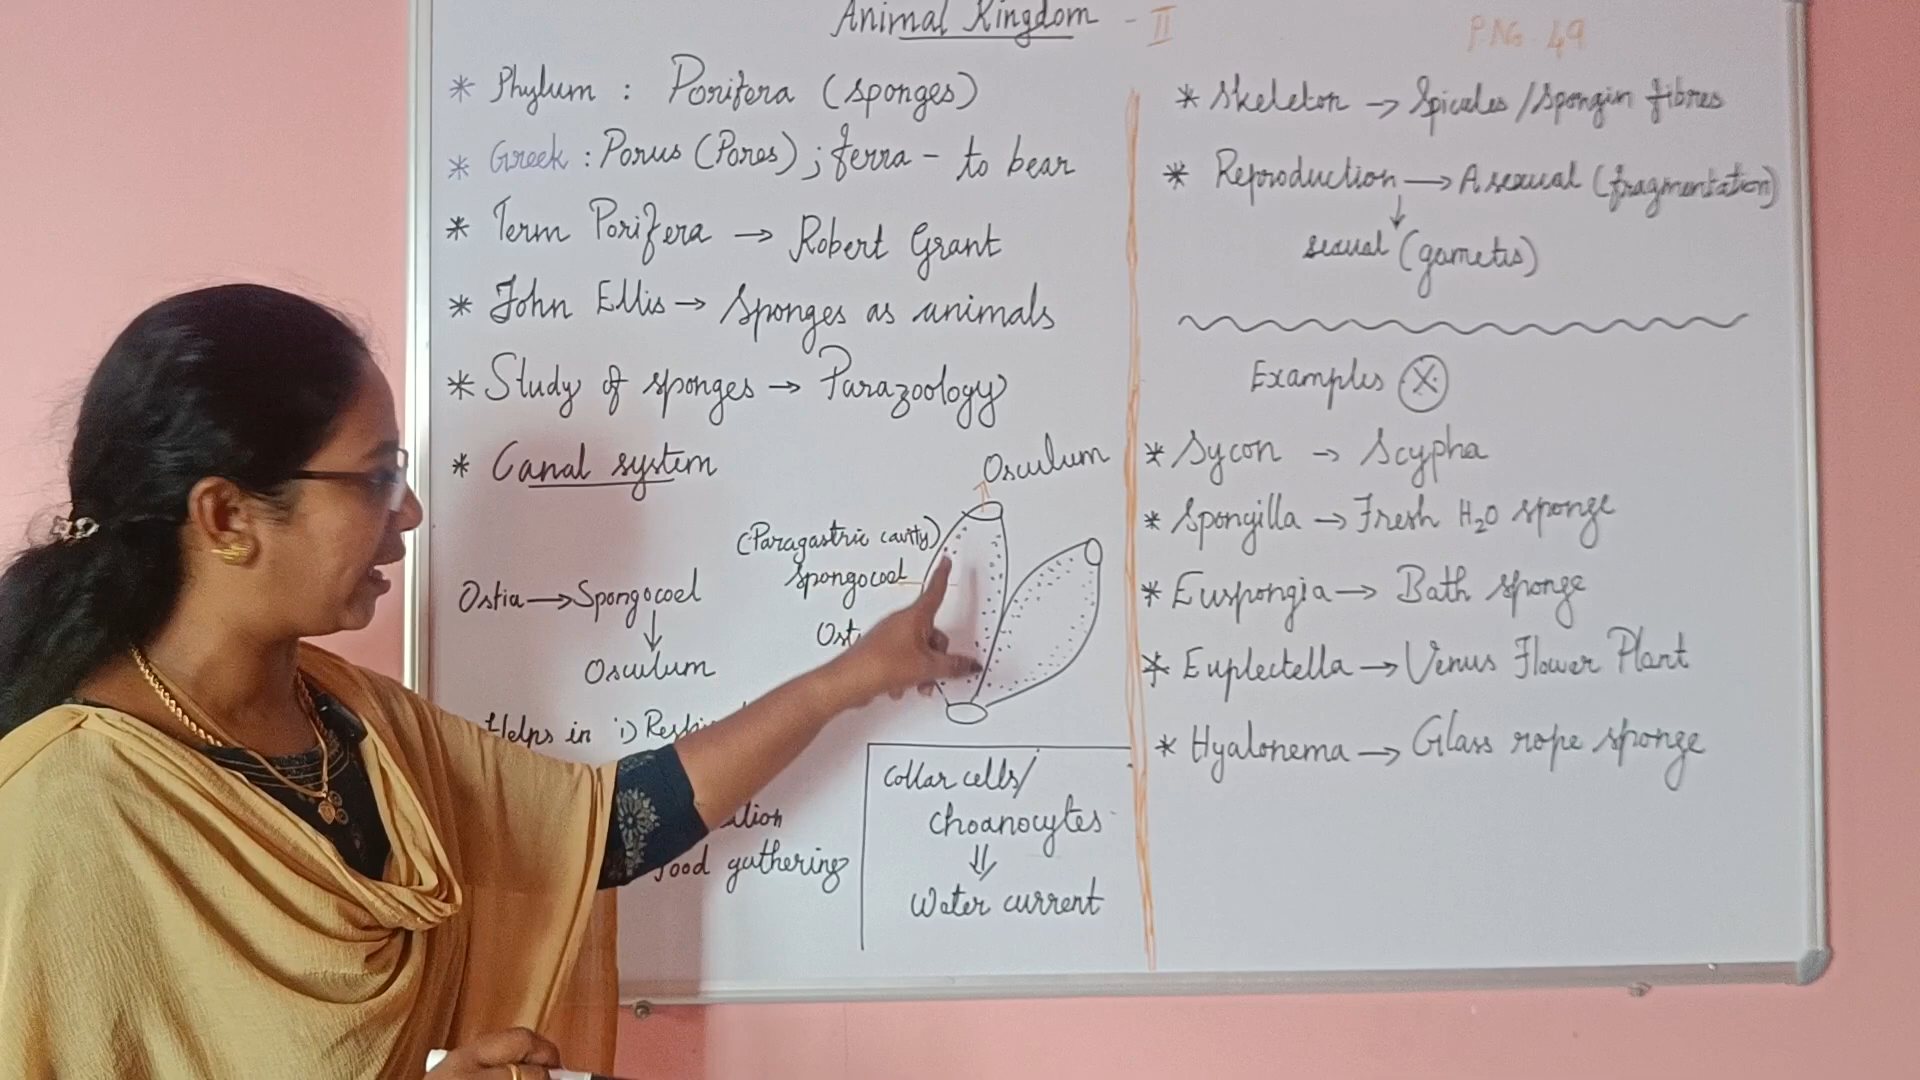 Animal Kingdom - II
P.No. 49
* Phylum : Porifera (sponges)
* Greek : Porus (Pores) ; ferra - to bear
* Term Porifera → Robert Grant
* John Ellis → Sponges as animals
* Study of sponges → Parazoology
* Canal system
Osculum
(Paragastric cavity)
Spongocoel
Ostia → Spongocoel
↓
Osculum
Helps in i)
food gathering
Collar cells/
choanocytes
⇓
Water current
* Skeleton → Spicules / Spongin fibres
* Reproduction → Asexual (fragmentation)
↓
sexual (gametes)
Examples X
* Sycon → Scypha
* Spongilla → Fresh H₂O sponge
* Euspongia → Bath sponge
* Euplectella → Venus Flower Plant
* Hyalonema → Glass rope sponge